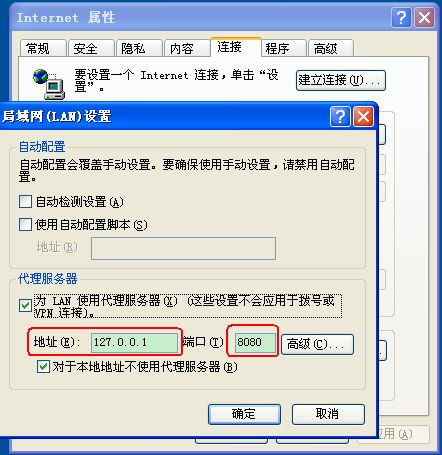 Internet 属性
常规
安全
隐私
内容
连接
程序
高级
要设置一个 Internet 连接,单击“设
置”。
建立连接(U)...
局域网(LAN)设置
自动配置
自动配置会覆盖手动设置。要确保使用手动设置,请禁用自动配
置。
自动检测设置(A)
使用自动配置脚本(S)
地址(R)
代理服务器
为 LAN 使用代理服务器(X) (这些设置不会应用于拨号或
VPN 连接)。
地址(E): 127.0.0.1 端口(T) 8080 高级(C)...
对于本地地址不使用代理服务器(B)
确定
取消
应用(A)